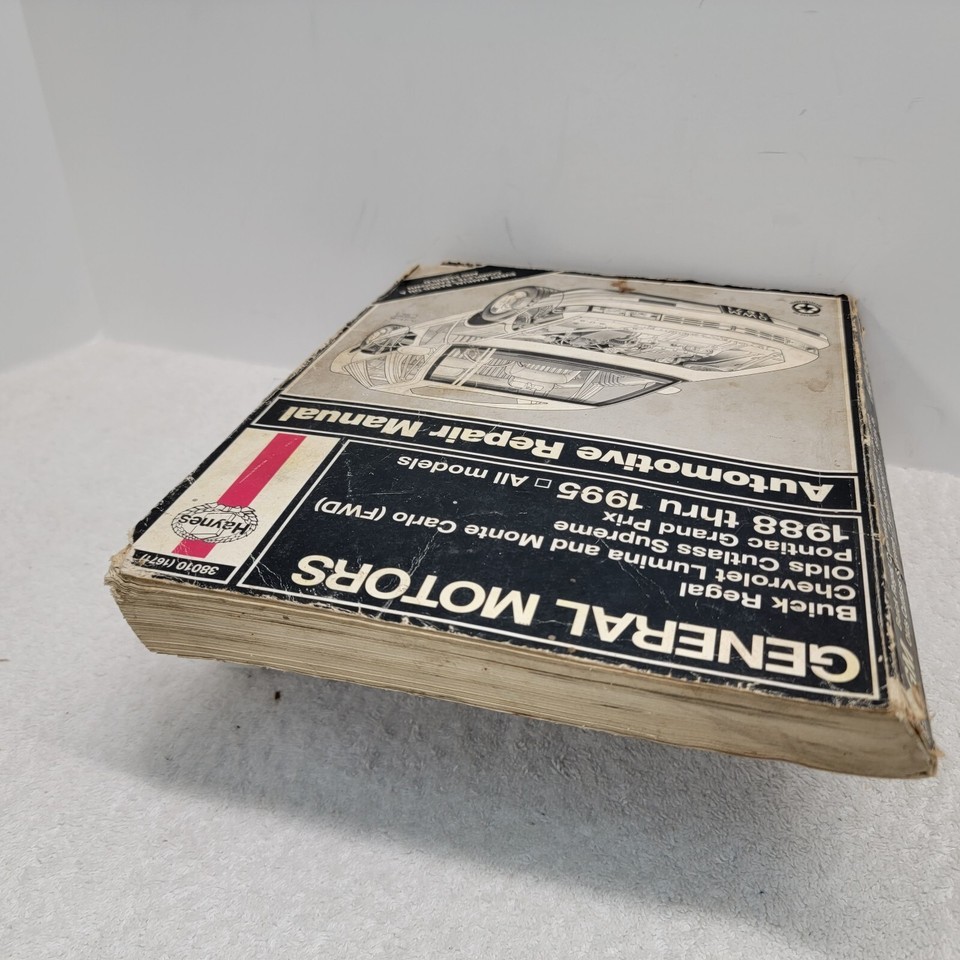 GENERAL MOTORS
Buick Regal
Chevrolet Lumina and Monte Carlo (FWD)
Olds Cutlass Supreme
Pontiac Grand Prix
1988 thru 1995 □ All models
Automotive Repair Manual
38010 (1671)
Haynes